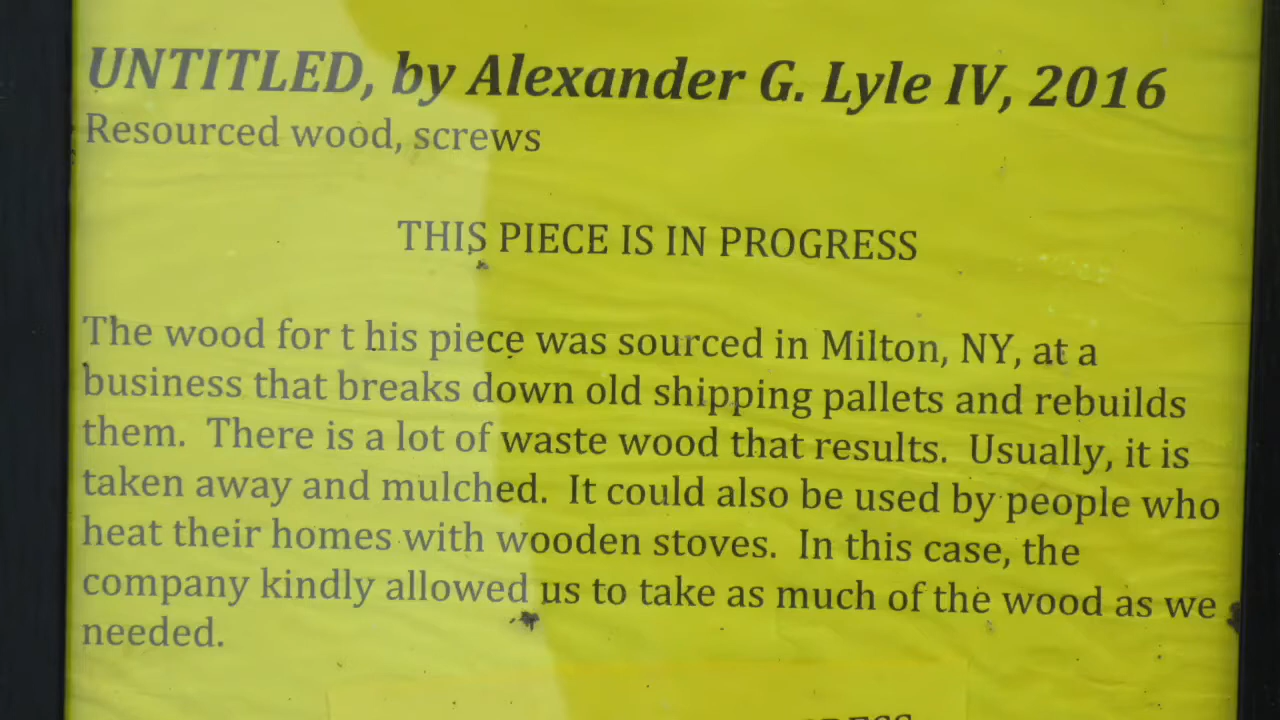 UNTITLED, by Alexander G. Lyle IV, 2016
Resourced wood, screws
THIS PIECE IS IN PROGRESS
The wood for t his piece was sourced in Milton, NY, at a
business that breaks down old shipping pallets and rebuilds
them.  There is a lot of waste wood that results.  Usually, it is
taken away and mulched.  It could also be used by people who
heat their homes with wooden stoves.  In this case, the
company kindly allowed us to take as much of the wood as we
needed.